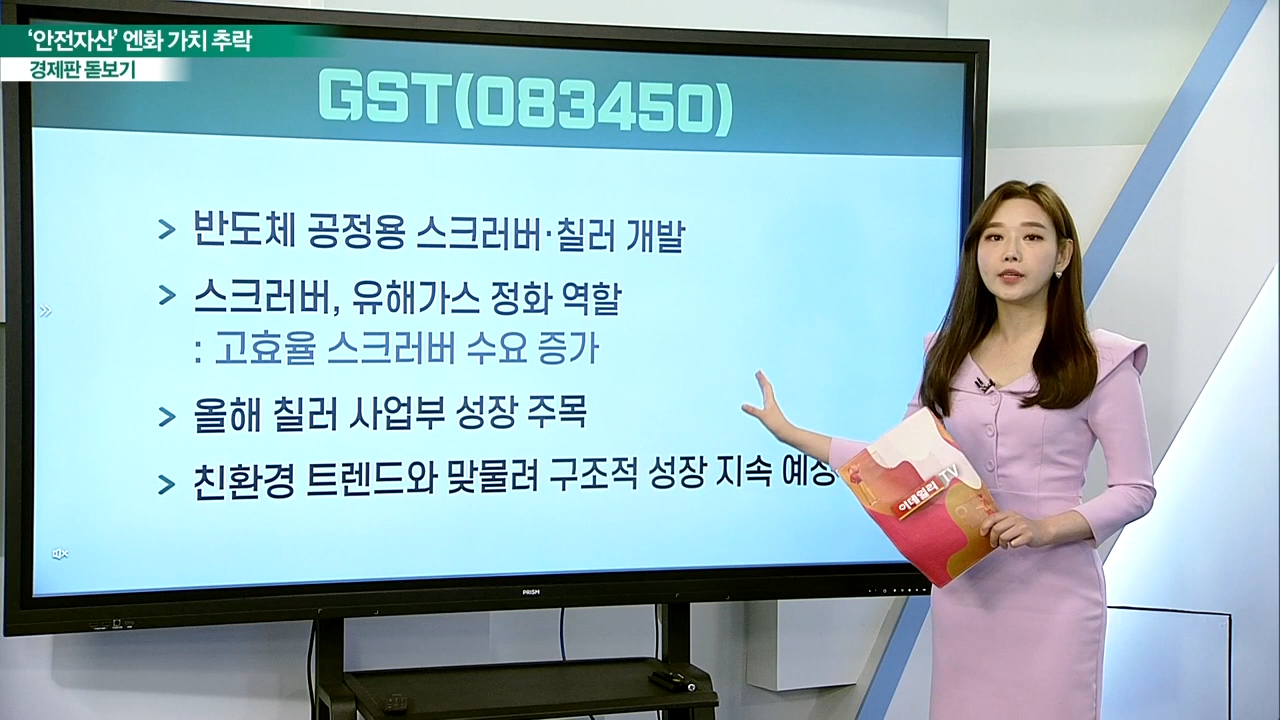 ‘안전자산’ 엔화 가치 추락
경제판 돋보기
GST(083450)
> 반도체 공정용 스크러버·칠러 개발
> 스크러버, 유해가스 정화 역할
: 고효율 스크러버 수요 증가
> 올해 칠러 사업부 성장 주목
> 친환경 트렌드와 맞물려 구조적 성장 지속 예상
이데일리 TV
PRISM